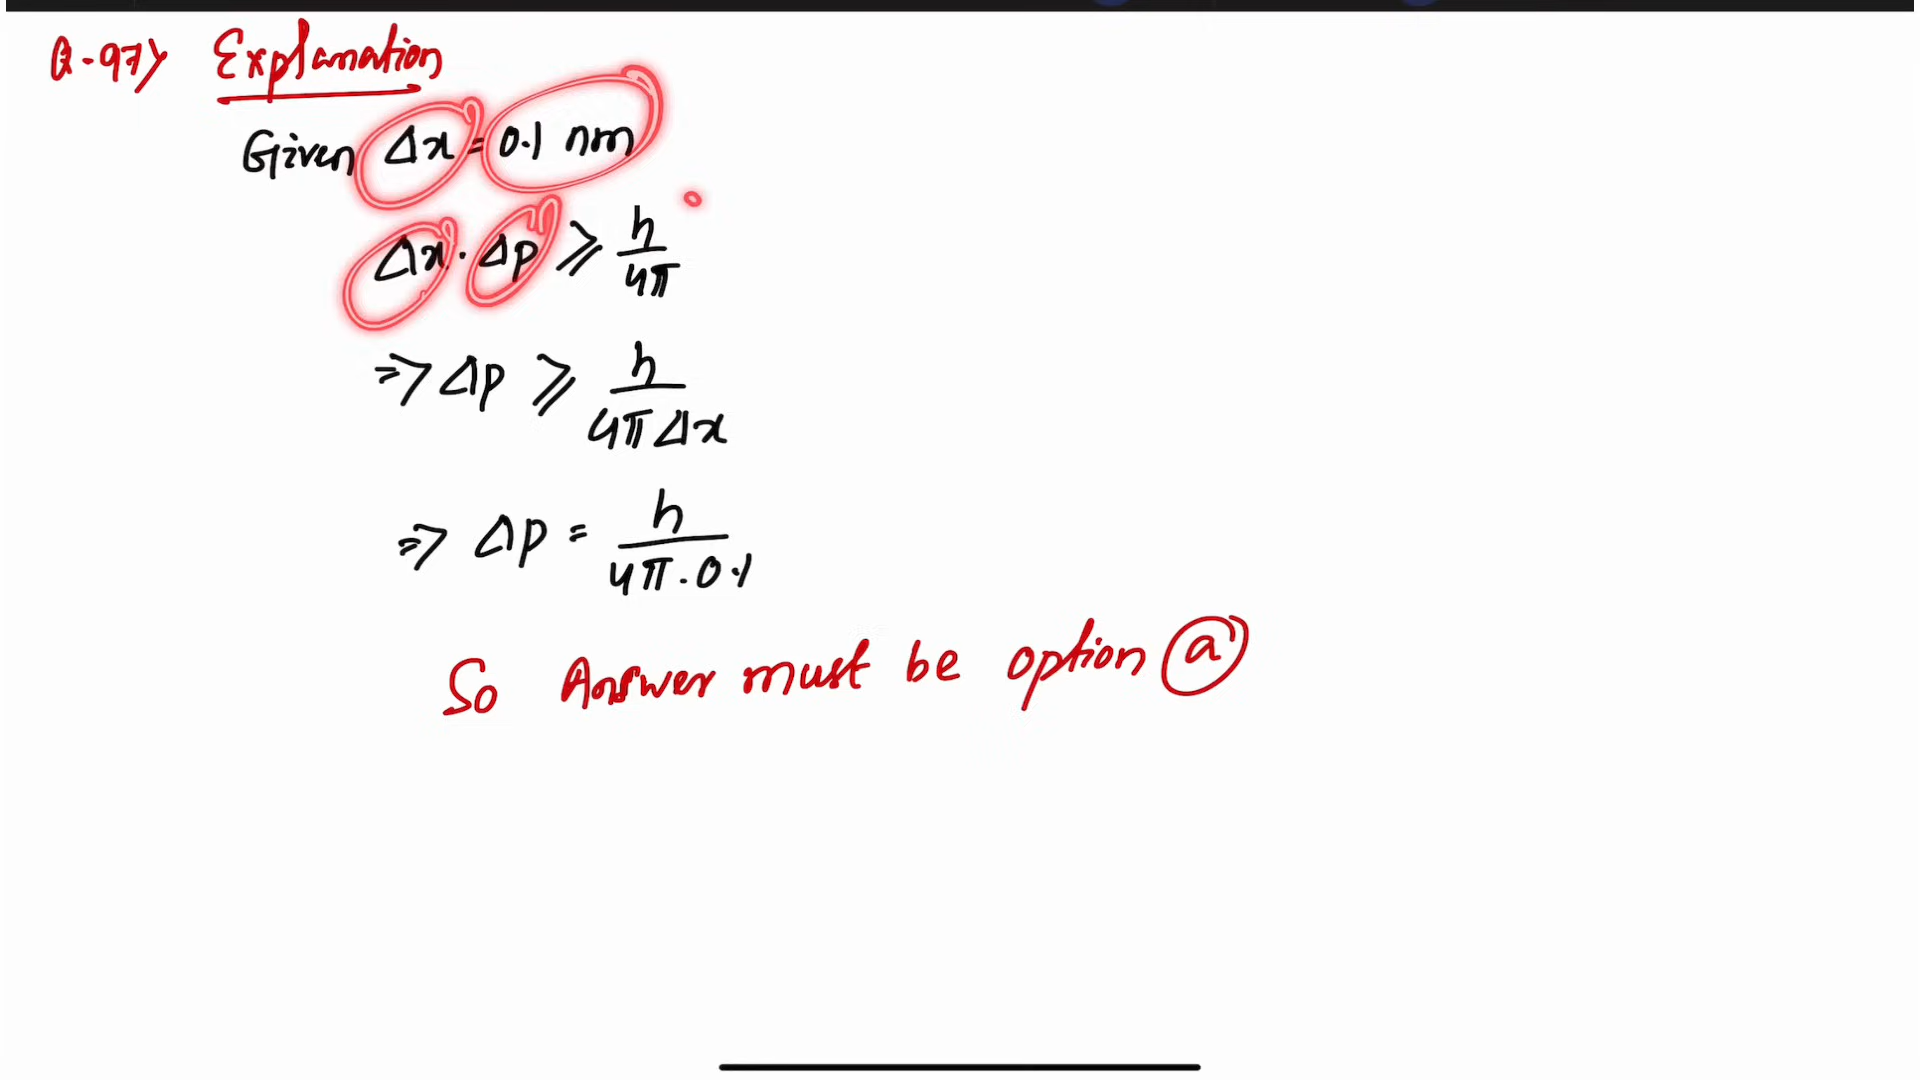 Q-97) Explanation
Given Δx = 0.1 nm
Δx · Δp ≥ h/4π
⇒ Δp ≥ h/4πΔx
⇒ Δp = h/4π·0.1
So Answer must be option (a)